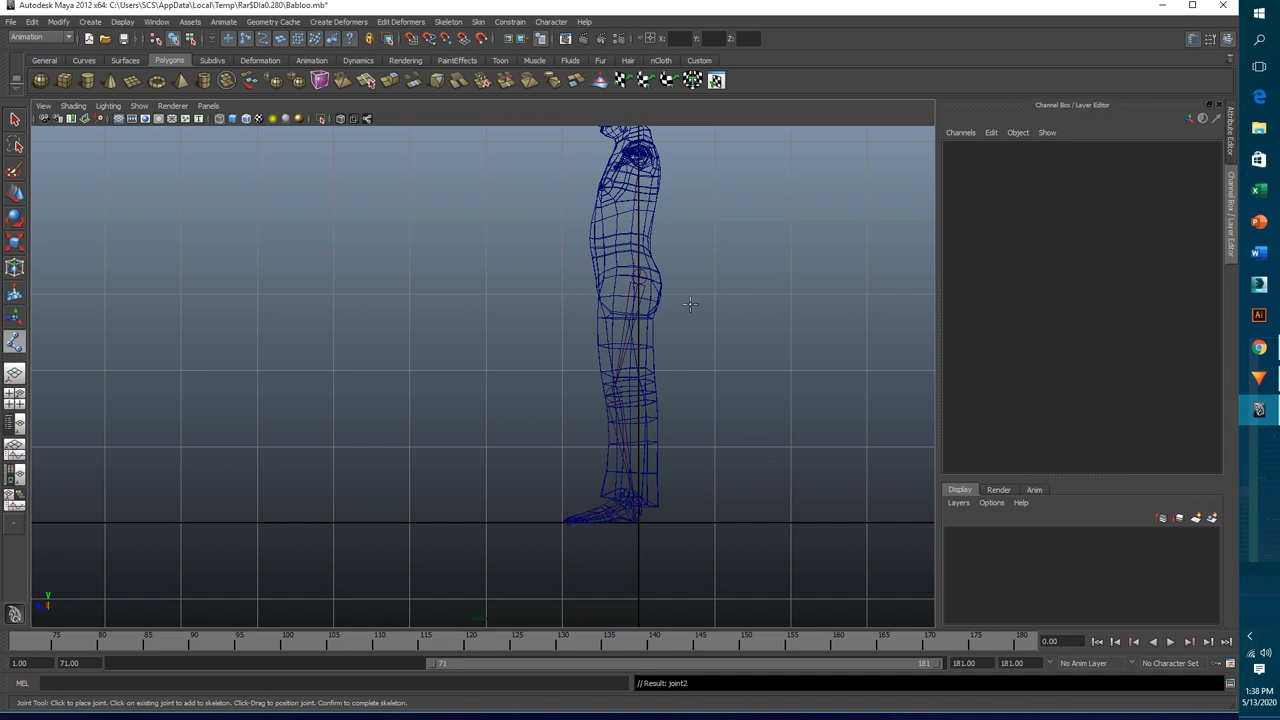 Autodesk Maya 2012 x64: C:\Users\SCS\AppData\Local\Temp\Rar$DIa0.280\Babloo.mb*
File Edit Modify Create Display Window Assets Animate Geometry Cache Create Deformers Edit Deformers Skeleton Skin Constrain Character Help
Animation X: Y: Z:
General Curves Surfaces Polygons Subdivs Deformation Animation Dynamics Rendering PaintEffects Toon Muscle Fluids Fur Hair nCloth Custom
View Shading Lighting Show Renderer Panels
Channel Box / Layer Editor
Channels Edit Object Show
Attribute Editor
Channel Box / Layer Editor
Display Render Anim
Layers Options Help
y
75 80 85 90 95 100 105 110 115 120 125 130 135 140 145 150 155 160 165 170 175 180 0.00
1.00 71.00 71 181 181.00 181.00 No Anim Layer No Character Set
MEL // Result: joint2
Joint Tool: Click to place joint. Click on existing joint to add to skeleton. Click-Drag to position joint. Confirm to complete skeleton.
Ai
1:38 PM
5/13/2020